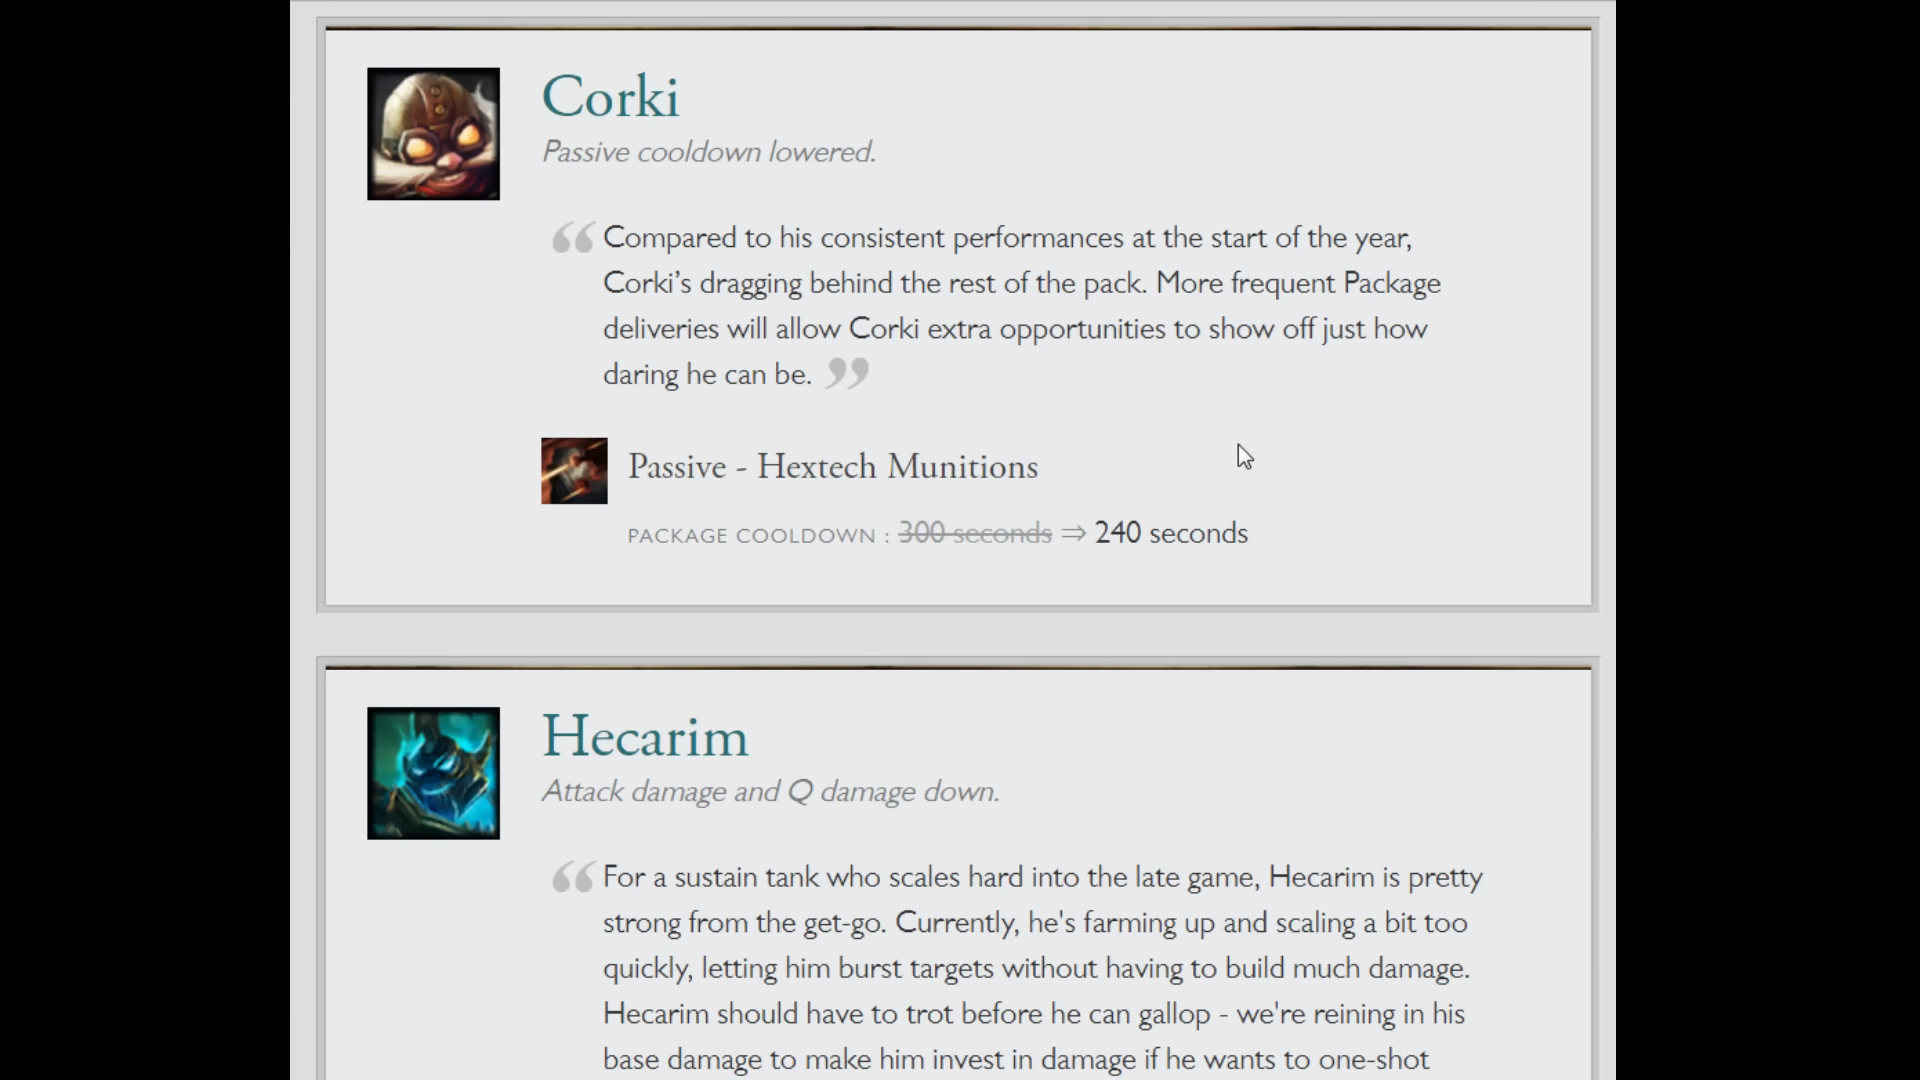 Corki
Passive cooldown lowered.
“ Compared to his consistent performances at the start of the year,
Corki’s dragging behind the rest of the pack. More frequent Package
deliveries will allow Corki extra opportunities to show off just how
daring he can be. ”
Passive - Hextech Munitions
PACKAGE COOLDOWN : 300 seconds ⇒ 240 seconds
Hecarim
Attack damage and Q damage down.
“ For a sustain tank who scales hard into the late game, Hecarim is pretty
strong from the get-go. Currently, he's farming up and scaling a bit too
quickly, letting him burst targets without having to build much damage.
Hecarim should have to trot before he can gallop - we're reining in his
base damage to make him invest in damage if he wants to one-shot